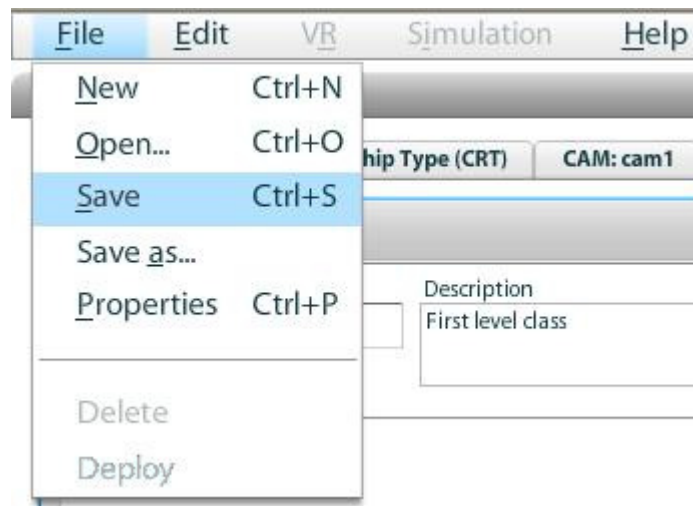 File Edit VR Simulation Help
New Ctrl+N
Open... Ctrl+O
hip Type (CRT) CAM: cam1
Save Ctrl+S
Save as...
Properties Ctrl+P
Description
First level class
Delete
Deploy